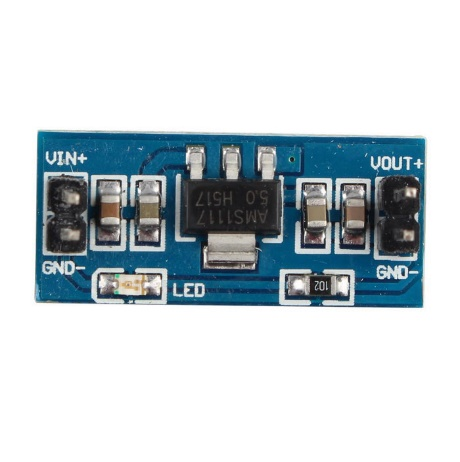 VIN+
VOUT+
AMS1117
5.0 H517
GND-
GND-
LED
102